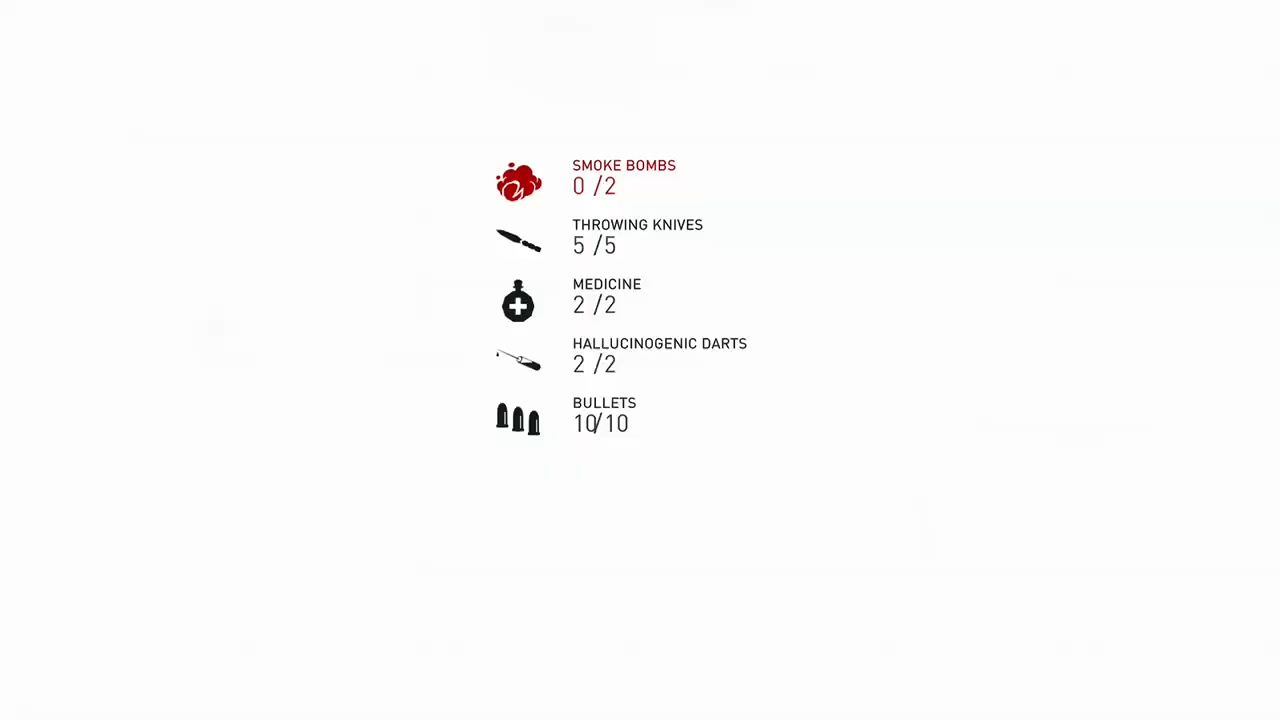 SMOKE BOMBS
0 /2
THROWING KNIVES
5 /5
MEDICINE
2 /2
HALLUCINOGENIC DARTS
2 /2
BULLETS
10/10